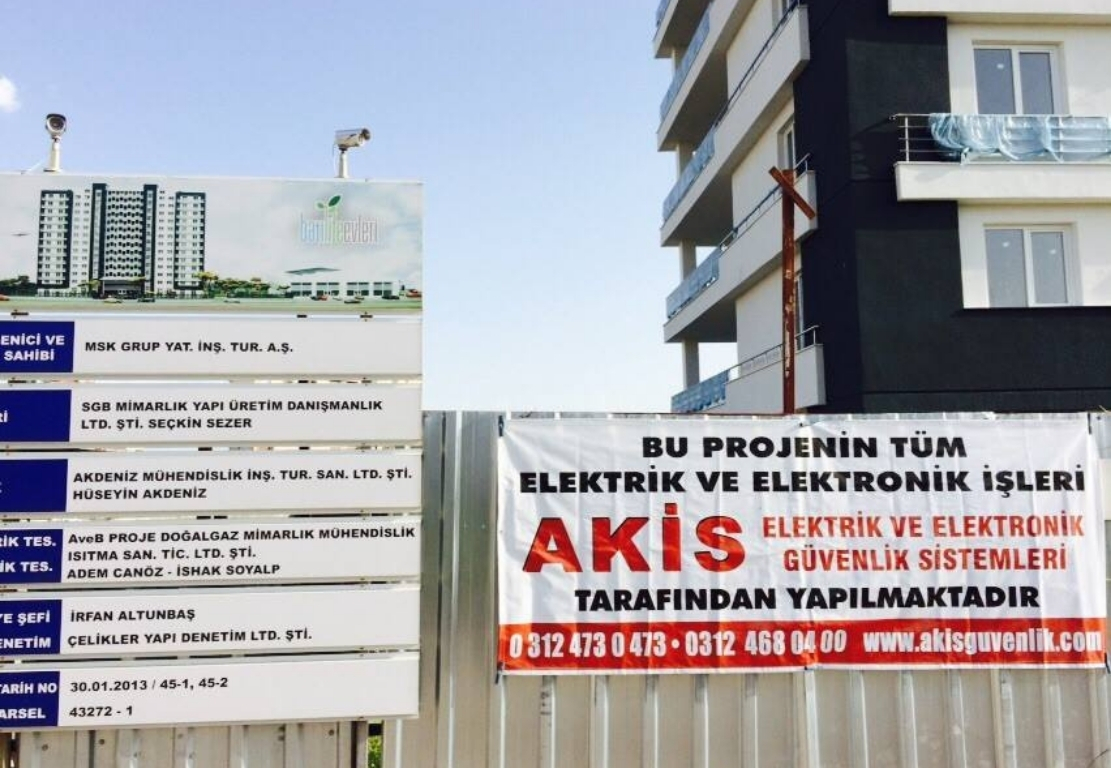 evleri
ENİCİ VE
SAHİBİ
MSK GRUP YAT. İNŞ. TUR. A.Ş.
Rİ
SGB MİMARLIK YAPI ÜRETİM DANIŞMANLIK
LTD. ŞTİ. SEÇKİN SEZER
AKDENİZ MÜHENDİSLİK İNŞ. TUR. SAN. LTD. ŞTİ.
HÜSEYİN AKDENİZ
RİK TES.
İK TES.
AveB PROJE DOĞALGAZ MİMARLIK MÜHENDİSLİK
ISITMA SAN. TİC. LTD. ŞTİ.
ADEM CANÖZ - İSHAK SOYALP
YE ŞEFİ
ENETİM
İRFAN ALTUNBAŞ
ÇELİKLER YAPI DENETİM LTD. ŞTİ.
TARİH NO
ARSEL
30.01.2013 / 45-1, 45-2
43272 - 1
BU PROJENİN TÜM
ELEKTRİK VE ELEKTRONİK İŞLERİ
AKİS
ELEKTRİK VE ELEKTRONİK
GÜVENLİK SİSTEMLERİ
TARAFINDAN YAPILMAKTADIR
0 312 473 0 473 • 0312 468 04 00 www.akisguvenlik.com